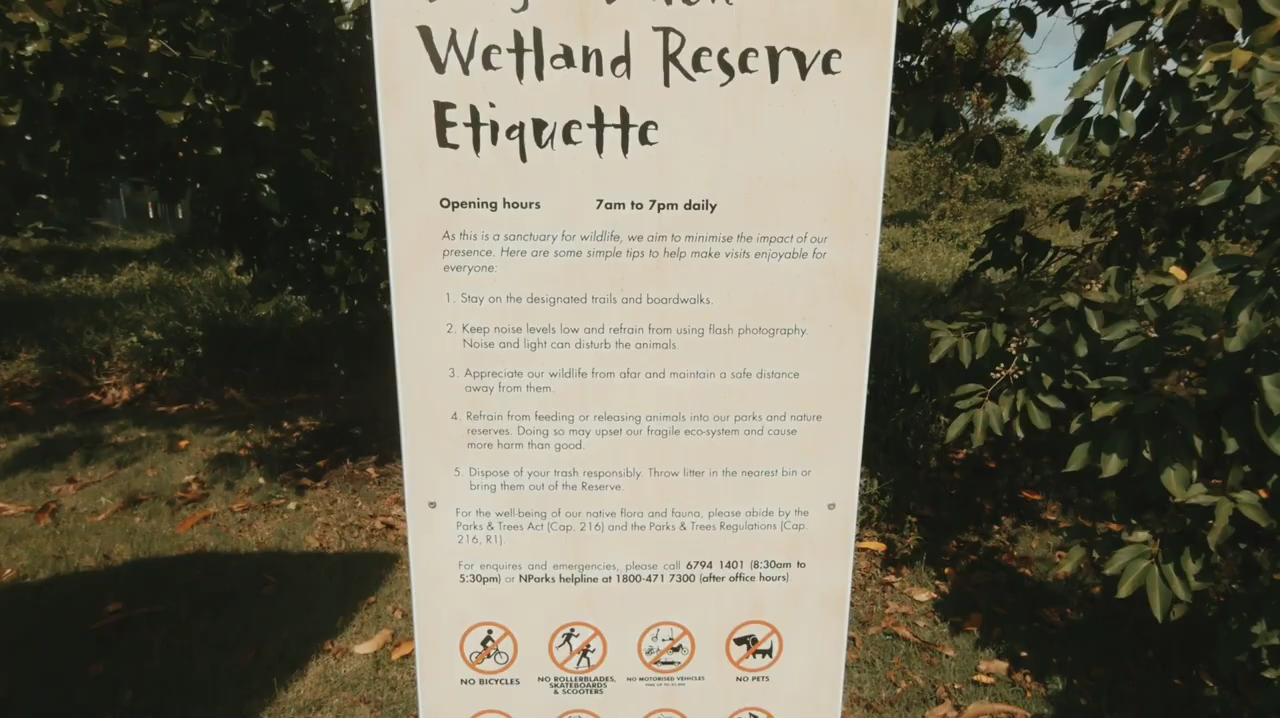 Wetland Reserve
Etiquette
Opening hours 7am to 7pm daily
As this is a sanctuary for wildlife, we aim to minimise the impact of our
presence. Here are some simple tips to help make visits enjoyable for
everyone:
1. Stay on the designated trails and boardwalks.
2. Keep noise levels low and refrain from using flash photography.
Noise and light can disturb the animals.
3. Appreciate our wildlife from afar and maintain a safe distance
away from them.
4. Refrain from feeding or releasing animals into our parks and nature
reserves. Doing so may upset our fragile eco-system and cause
more harm than good.
5. Dispose of your trash responsibly. Throw litter in the nearest bin or
bring them out of the Reserve.
For the well-being of our native flora and fauna, please abide by the
Parks & Trees Act (Cap. 216) and the Parks & Trees Regulations (Cap.
216, R1).
For enquires and emergencies, please call 6794 1401 (8:30am to
5:30pm) or NParks helpline at 1800-471 7300 (after office hours)
NO BICYCLES
NO ROLLERBLADES,
SKATEBOARDS
& SCOOTERS
NO MOTORISED VEHICLES
NO PETS